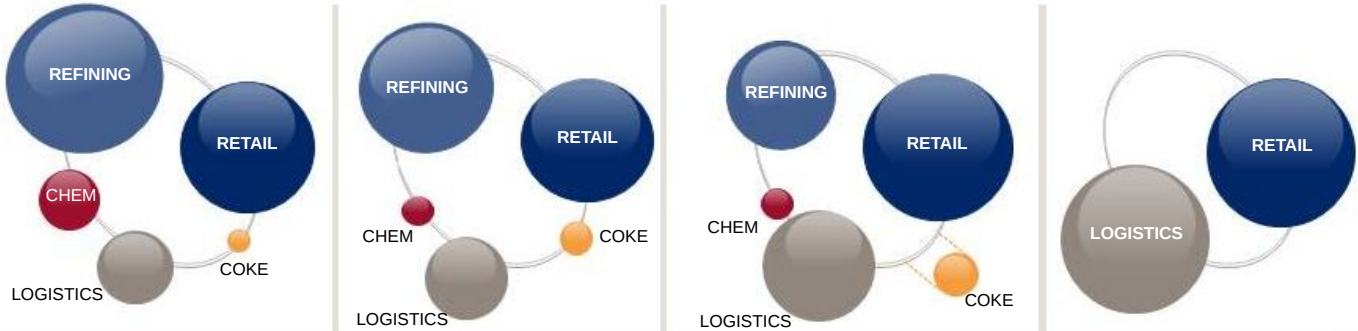 REFINING
RETAIL
CHEM
COKE
LOGISTICS
REFINING
RETAIL
CHEM
COKE
LOGISTICS
REFINING
RETAIL
CHEM
COKE
LOGISTICS
RETAIL
LOGISTICS